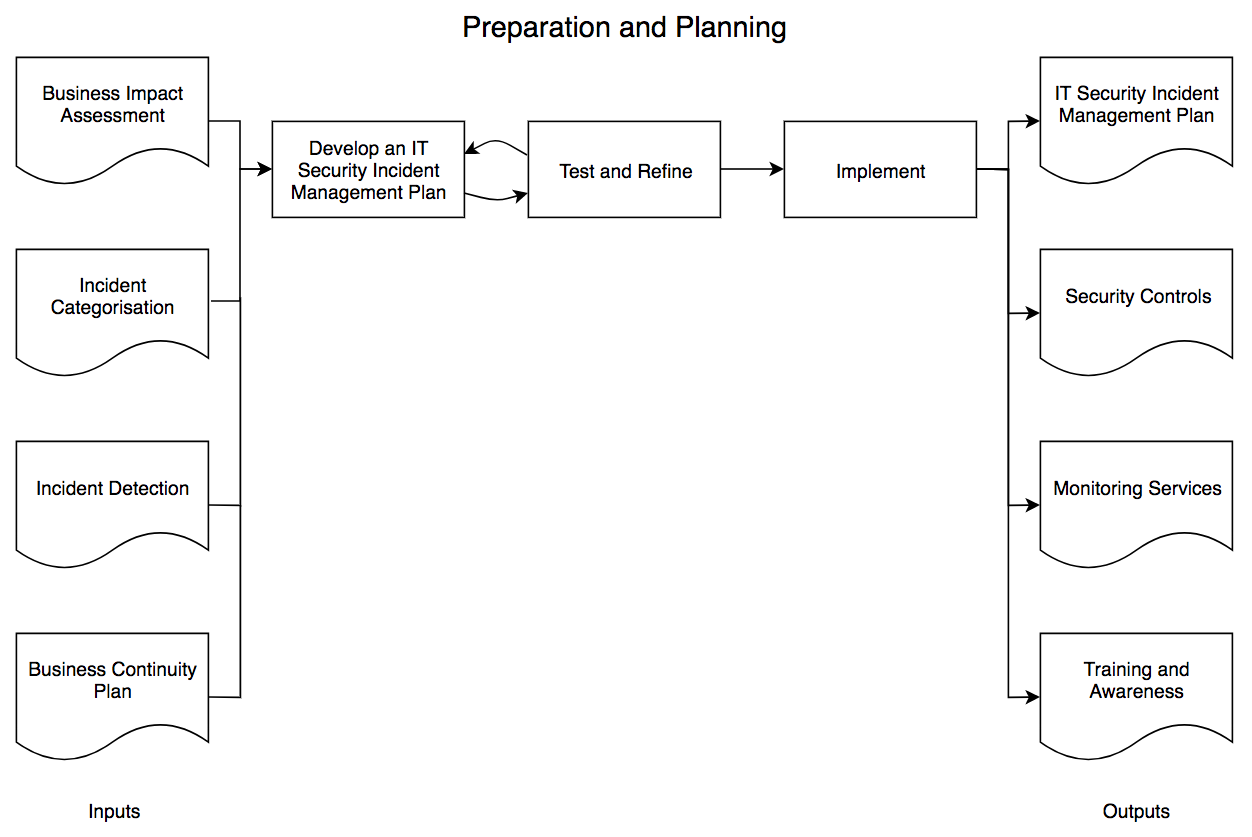 Preparation and Planning
Business Impact
Assessment
Develop an IT
Security Incident
Management Plan
Test and Refine
Implement
IT Security Incident
Management Plan
Incident
Categorisation
Security Controls
Incident Detection
Monitoring Services
Business Continuity
Plan
Training and
Awareness
Inputs
Outputs